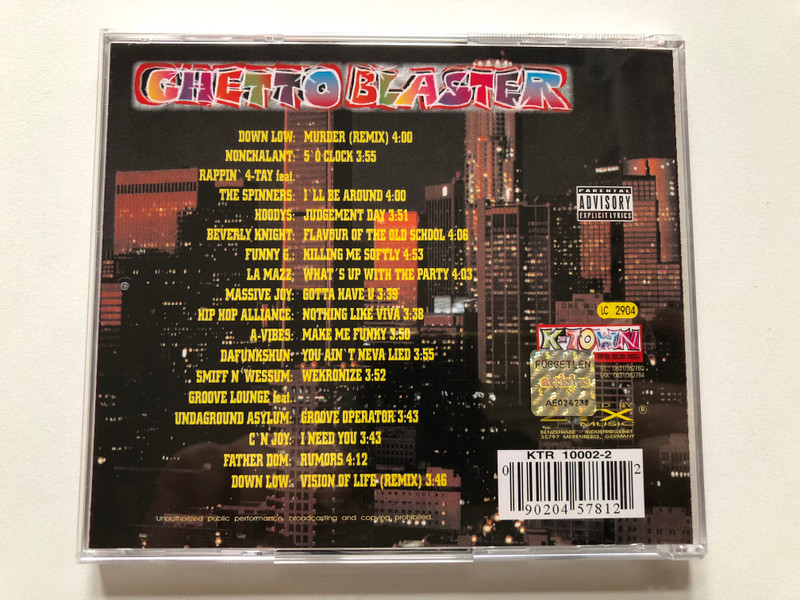 GHETTO BLASTER
DOWN LOW: MURDER (REMIX) 4:00
NONCHALANT: 5`O CLOCK 3:55
RAPPIN` 4-TAY feat.
THE SPINNERS: I`LL BE AROUND 4:00
HOODYS: JUDGEMENT DAY 3:51
BEVERLY KNIGHT: FLAVOUR OF THE OLD SCHOOL 4:06
FUNNY G.: KILLING ME SOFTLY 4:53
LA MAZZ: WHAT´S UP WITH THE PARTY 4:03
MASSIVE JOY: GOTTA HAVE U 3:39
HIP HOP ALLIANCE: NOTHING LIKE VIVA 3:38
A-VIBES: MAKE ME FUNKY 3:50
DAFUNKSHUN: YOU AIN`T NEVA LIED 3:55
SMIFF N´WESSUM: WEKRONIZE 3:52
GROOVE LOUNGE feat.
UNDAGROUND ASYLUM: GROOVE OPERATOR 3:43
C`N JOY: I NEED YOU 3:43
FATHER DOM: RUMORS 4:12
DOWN LOW: VISION OF LIFE (REMIX) 3:46
Unauthorized public performance, broadcasting and copying prohibited.
PARENTAL
ADVISORY
EXPLICIT LYRICS
LC 2904
K-TOWN
FÜGGETLEN
AE024238
MUSIC ®
BENZSTRAßE · INDUSTRIEGEBIET
35797 MERENBERG, GERMANY
KTR 10002-2
0 90204 57812 2